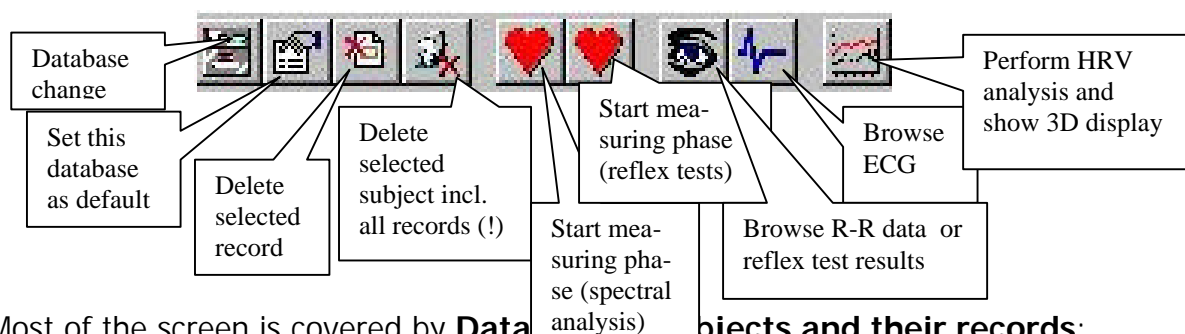 Database
change
Set this
database
as default
Delete
selected
record
Delete
selected
subject incl.
all records (!)
Start mea-
suring phase
(reflex tests)
Start mea-
suring pha-
se (spectral
analysis)
Browse
ECG
Browse R-R data or
reflex test results
Perform HRV
analysis and
show 3D display
Most of the screen is covered by Data bjects and their records: